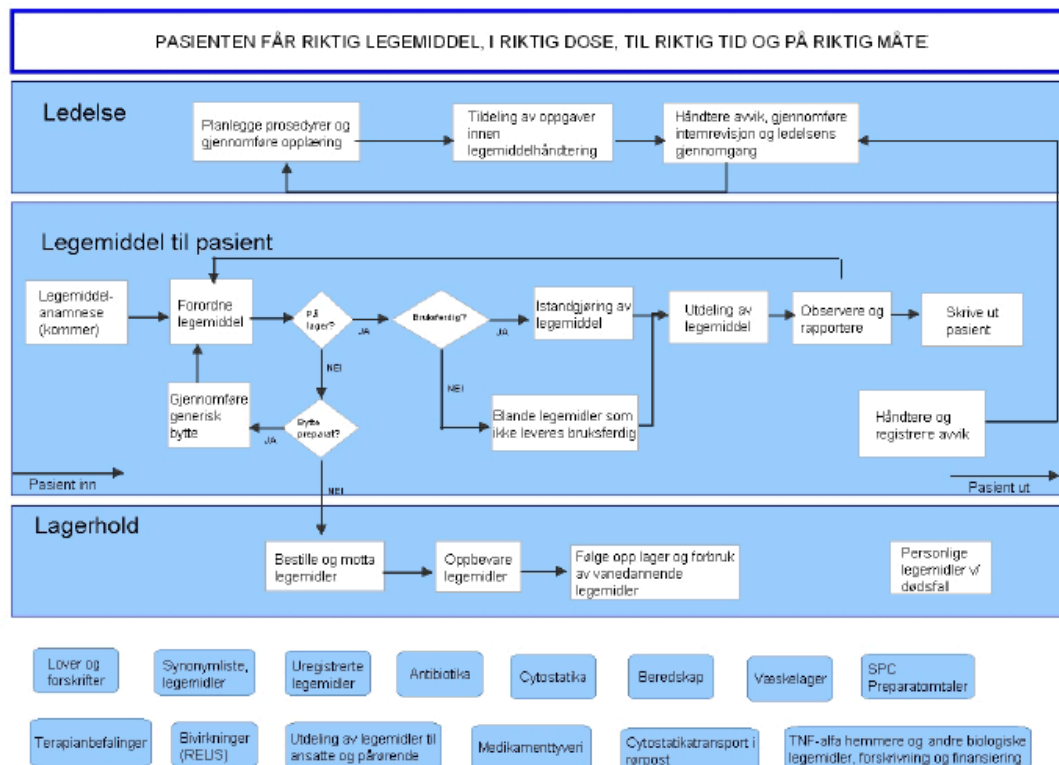 PASIENTEN FÅR RIKTIG LEGEMIDDEL, I RIKTIG DOSE, TIL RIKTIG TID OG PÅ RIKTIG MÅTE
Ledelse
Planlegge prosedyrer og
gjennomføre opplæring
Tildeling av oppgaver
innen
legemiddelhåndtering
Håndtere avvik, gjennomføre
internrevisjon og ledelsens
gjennomgang
Legemiddel til pasient
Legemiddel-
anamnese
(kommer)
Forordne
legemiddel
På
lager?
JA
Bruksferdig?
JA
Istandgjøring av
legemiddel
Utdeling av
legemiddel
Observere og
rapportere
Skrive ut
pasient
NEI
NEI
Gjennomføre
generisk
bytte
JA
Bytte
preparat?
Blande legemidler som
ikke leveres bruksferdig
Håndtere og
registrere avvik
Pasient inn
NEI
Pasient ut
Lagerhold
Bestille og motta
legemidler
Oppbevare
legemidler
Følge opp lager og forbruk
av vanedannende
legemidler
Personlige
legemidler v/
dødsfall
Lover og
forskrifter
Synonymliste,
legemidler
Uregistrerte
legemidler
Antibiotika
Cytostatika
Beredskap
Væskelager
SPC
Preparatomtaler
Terapianbefalinger
Bivirkninger
(RELIS)
Utdeling av legemidler til
ansatte og pårørende
Medikamenttyveri
Cytostatikatransport i
rørpost
TNF-alfa hemmere og andre biologiske
legemidler, forskrivning og finansiering